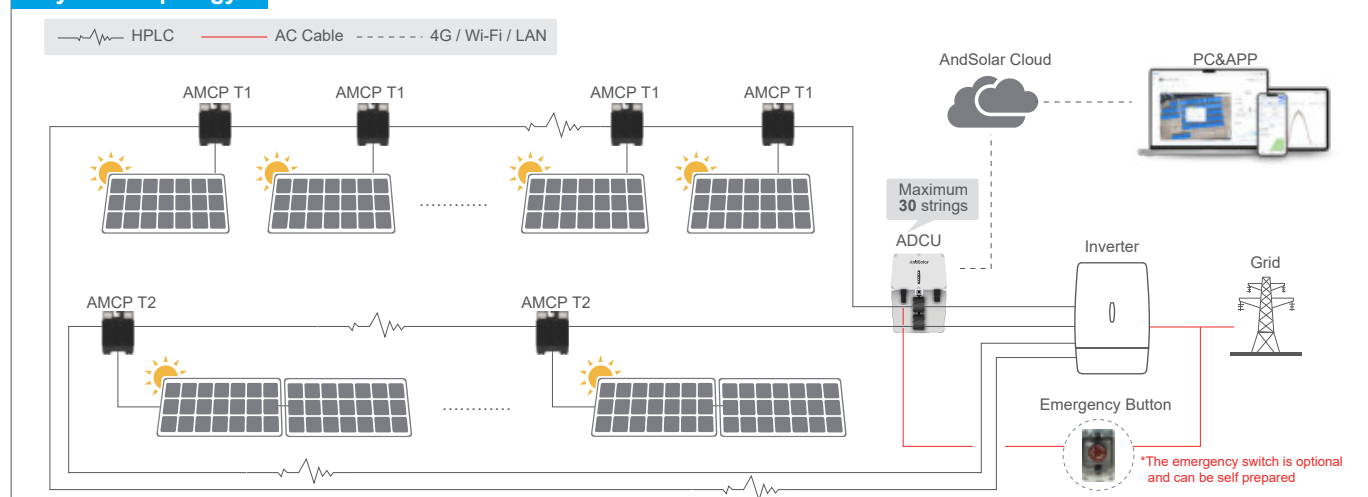 HPLC
AC Cable
4G / Wi-Fi / LAN
AndSolar Cloud
PC&APP
AMCP T1
AMCP T1
AMCP T1
AMCP T1
Maximum
30 strings
ADCU
Inverter
Grid
AMCP T2
AMCP T2
Emergency Button
*The emergency switch is optional
and can be self prepared